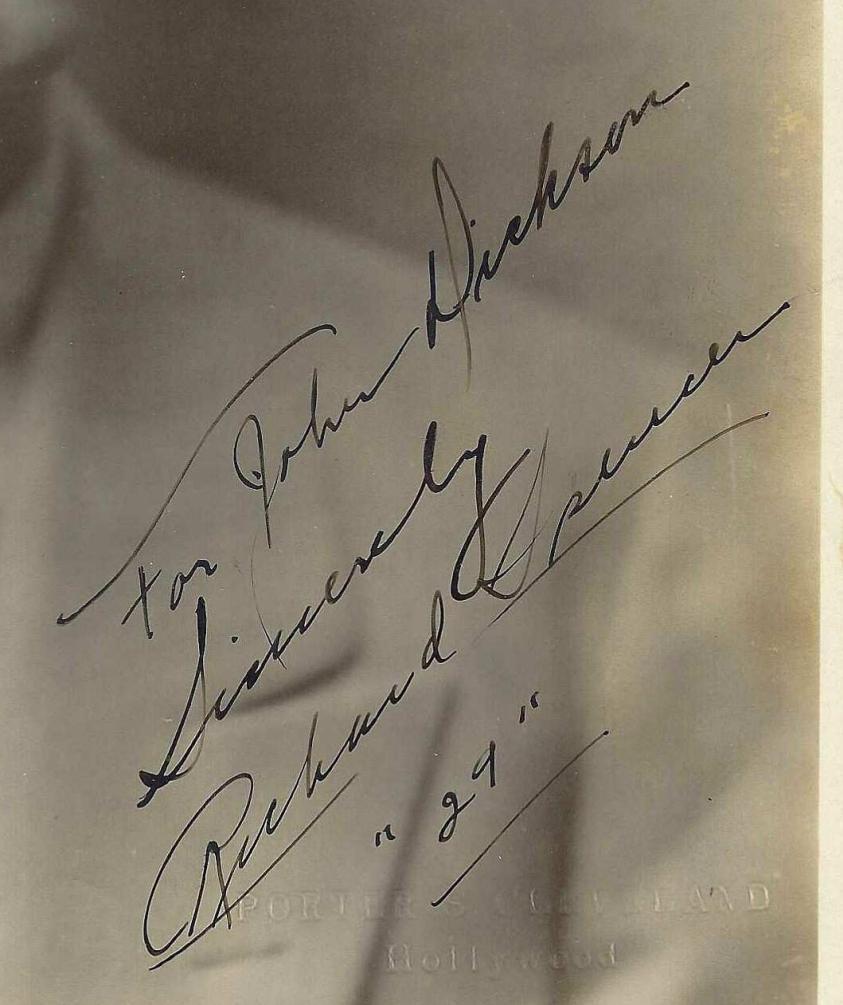 For John Dickson
Sincerely
Richard Spencer
"29"
PORTER'S CLEVELAND
Hollywood